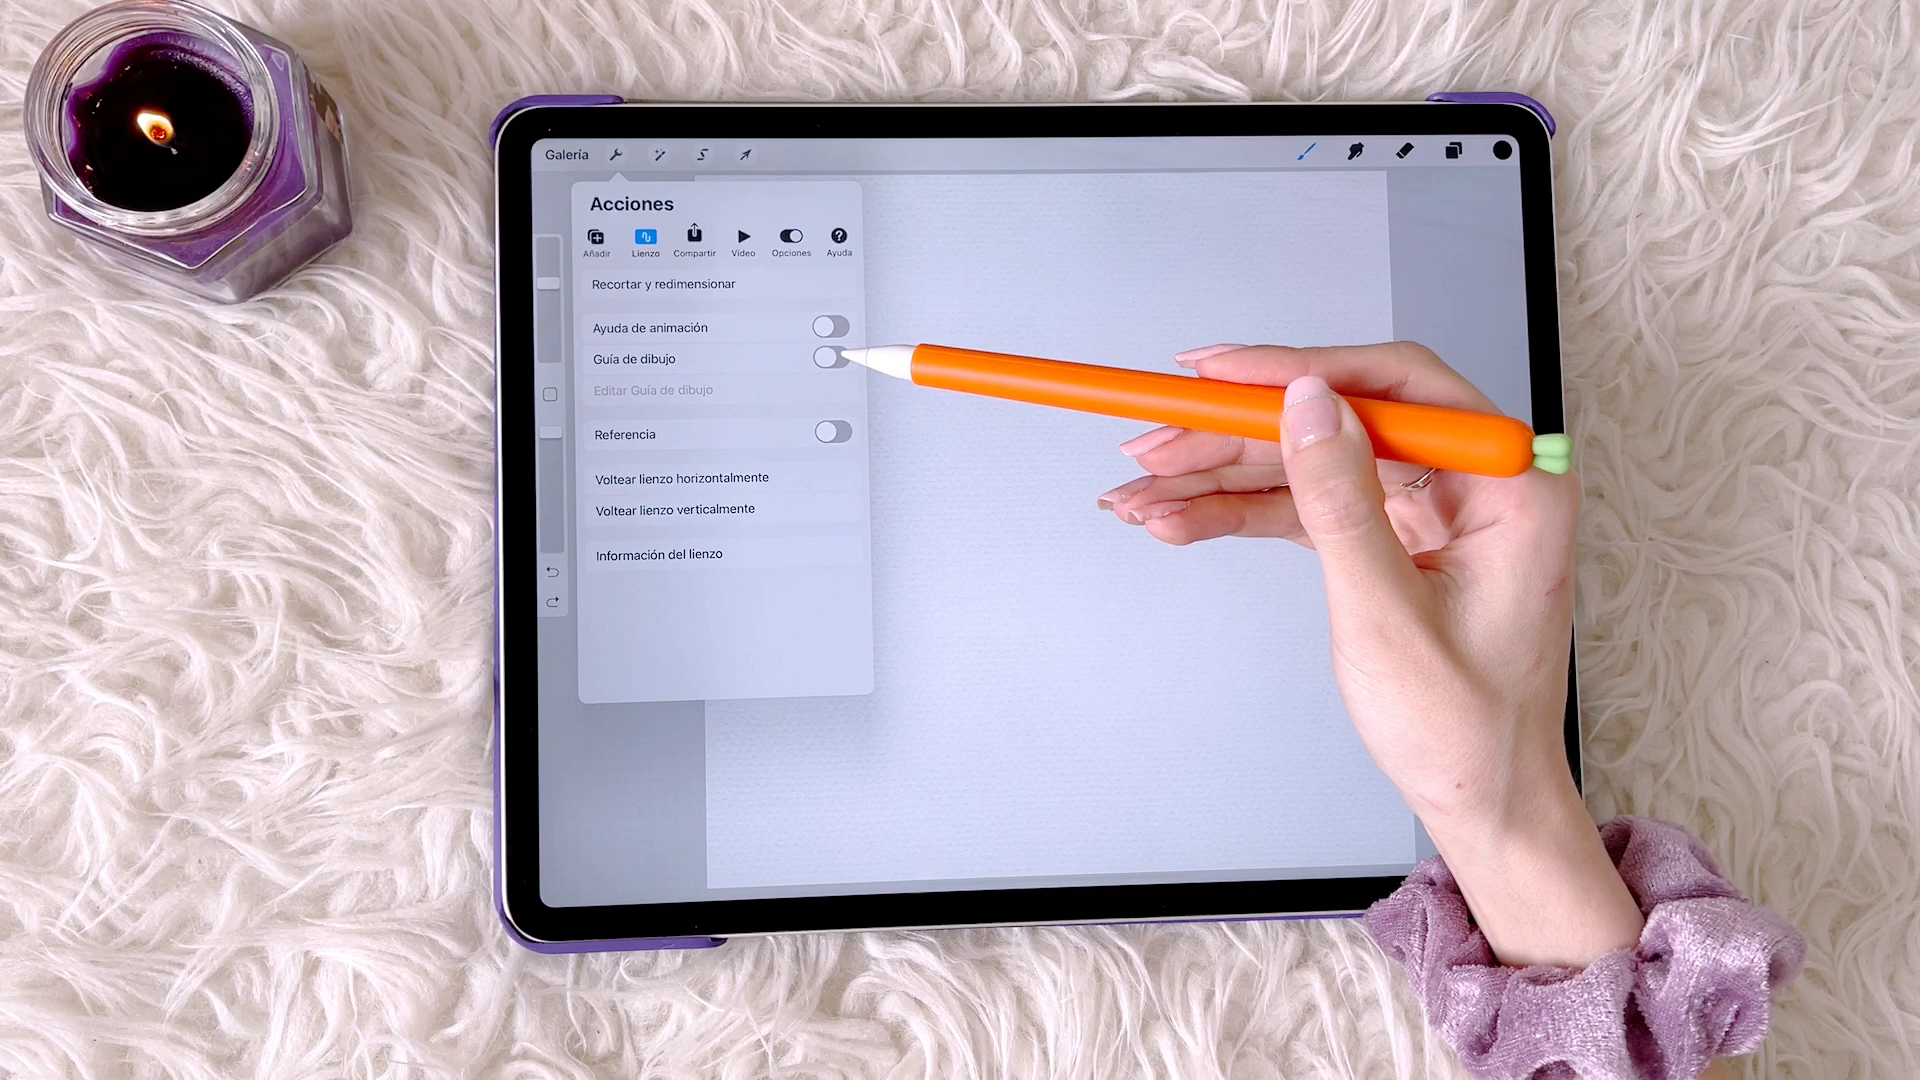 Galería
Acciones
Añadir Lienzo Compartir Vídeo Opciones Ayuda
Recortar y redimensionar
Ayuda de animación
Guía de dibujo
Editar Guía de dibujo
Referencia
Voltear lienzo horizontalmente
Voltear lienzo verticalmente
Información del lienzo